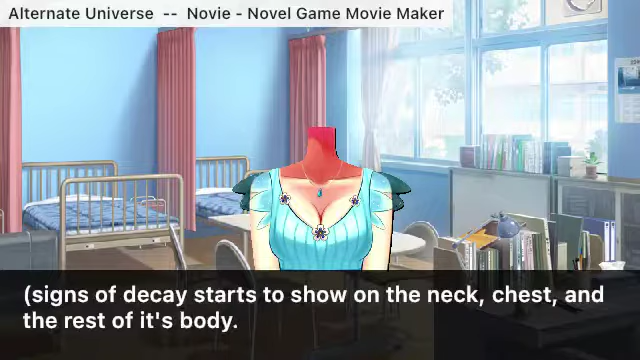 Alternate Universe -- Novie - Novel Game Movie Maker
(signs of decay starts to show on the neck, chest, and
the rest of it's body.